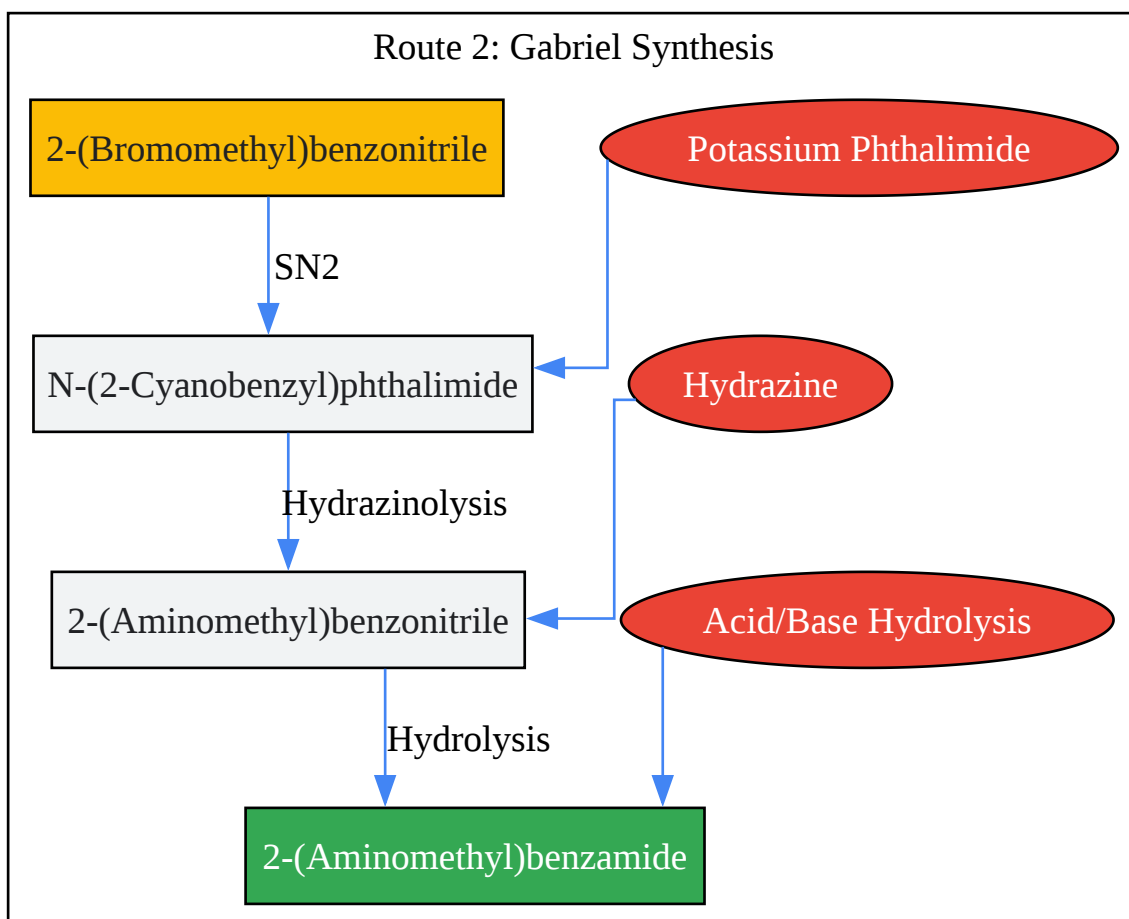 Route 2: Gabriel Synthesis
2-(Bromomethyl)benzonitrile
Potassium Phthalimide
SN2
N-(2-Cyanobenzyl)phthalimide
Hydrazine
Hydrazinolysis
2-(Aminomethyl)benzonitrile
Acid/Base Hydrolysis
Hydrolysis
2-(Aminomethyl)benzamide